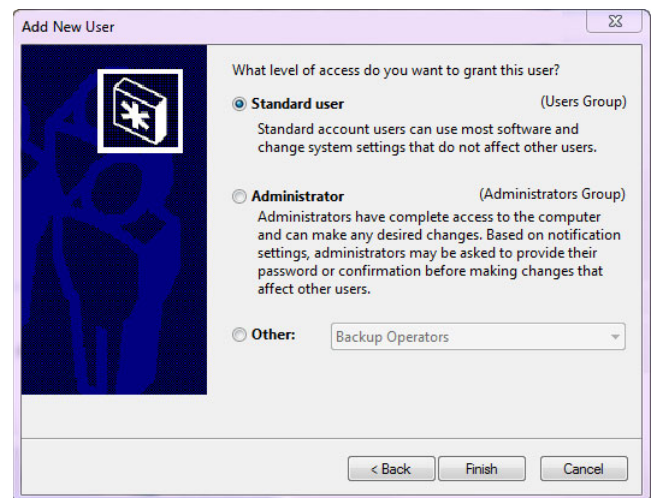 Add New User
What level of access do you want to grant this user?
Standard user (Users Group)
Standard account users can use most software and
change system settings that do not affect other users.
Administrator (Administrators Group)
Administrators have complete access to the computer
and can make any desired changes. Based on notification
settings, administrators may be asked to provide their
password or confirmation before making changes that
affect other users.
Other: Backup Operators
< Back Finish Cancel